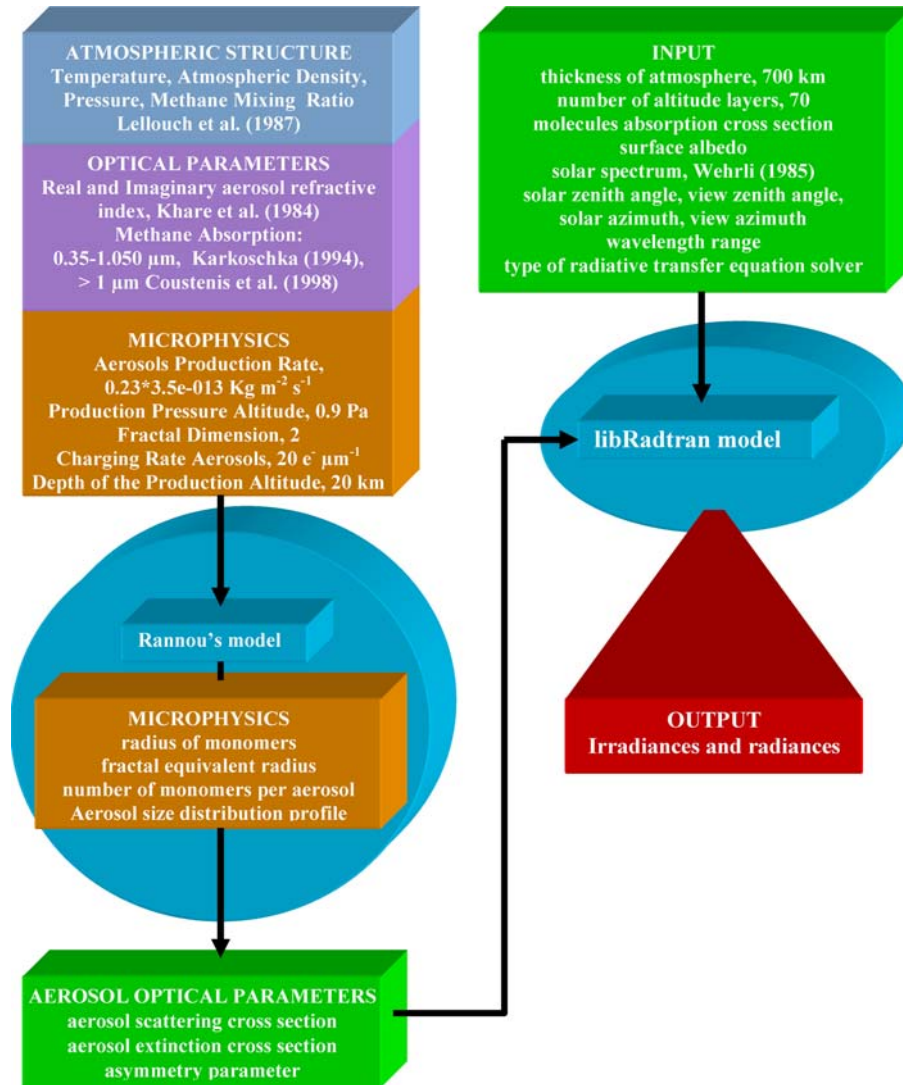 ATMOSPHERIC STRUCTURE
Temperature, Atmospheric Density,
Pressure, Methane Mixing Ratio
Lellouch et al. (1987)
OPTICAL PARAMETERS
Real and Imaginary aerosol refractive
index, Khare et al. (1984)
Methane Absorption:
0.35-1.050 µm, Karkoschka (1994),
> 1 µm Coustenis et al. (1998)
MICROPHYSICS
Aerosols Production Rate,
0.23*3.5e-013 Kg m⁻² s⁻¹
Production Pressure Altitude, 0.9 Pa
Fractal Dimension, 2
Charging Rate Aerosols, 20 e⁻ µm⁻¹
Depth of the Production Altitude, 20 km
Rannou's model
MICROPHYSICS
radius of monomers
fractal equivalent radius
number of monomers per aerosol
Aerosol size distribution profile
AEROSOL OPTICAL PARAMETERS
aerosol scattering cross section
aerosol extinction cross section
asymmetry parameter
INPUT
thickness of atmosphere, 700 km
number of altitude layers, 70
molecules absorption cross section
surface albedo
solar spectrum, Wehrli (1985)
solar zenith angle, view zenith angle,
solar azimuth, view azimuth
wavelength range
type of radiative transfer equation solver
libRadtran model
OUTPUT
Irradiances and radiances